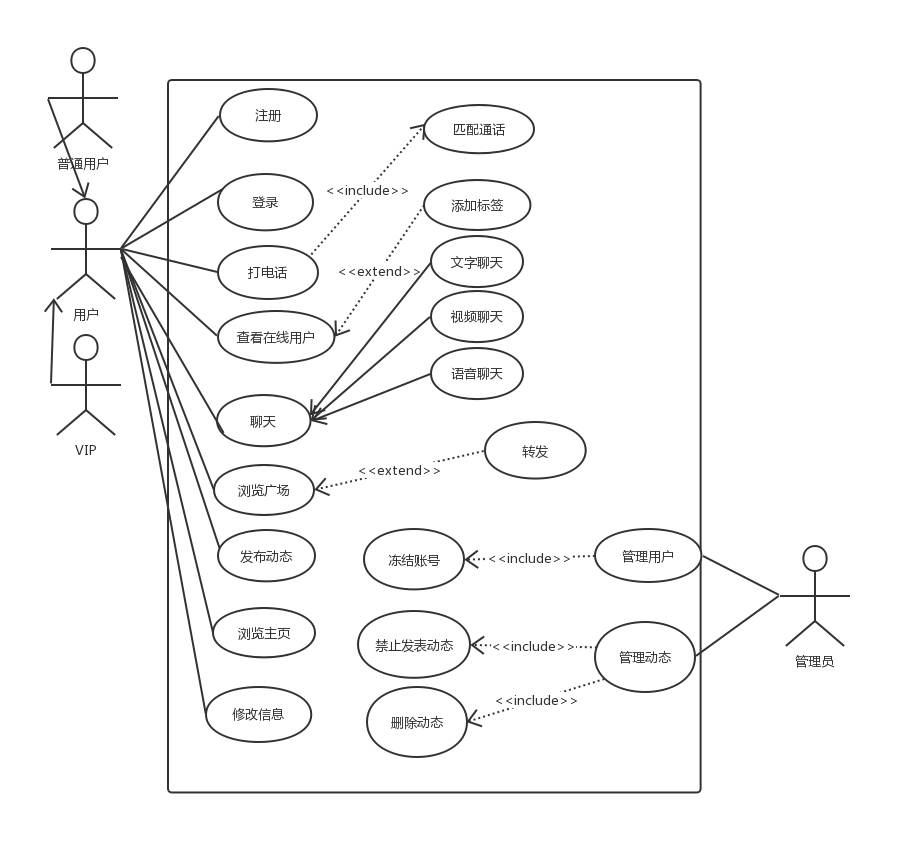 普通用户
用户
VIP
注册
登录
打电话
查看在线用户
聊天
浏览广场
发布动态
浏览主页
修改信息
匹配通话
<<include>>
添加标签
<<extend>>
文字聊天
视频聊天
语音聊天
转发
<<extend>>
冻结账号
<<include>>
管理用户
禁止发表动态
<<include>>
管理动态
<<include>>
删除动态
管理员